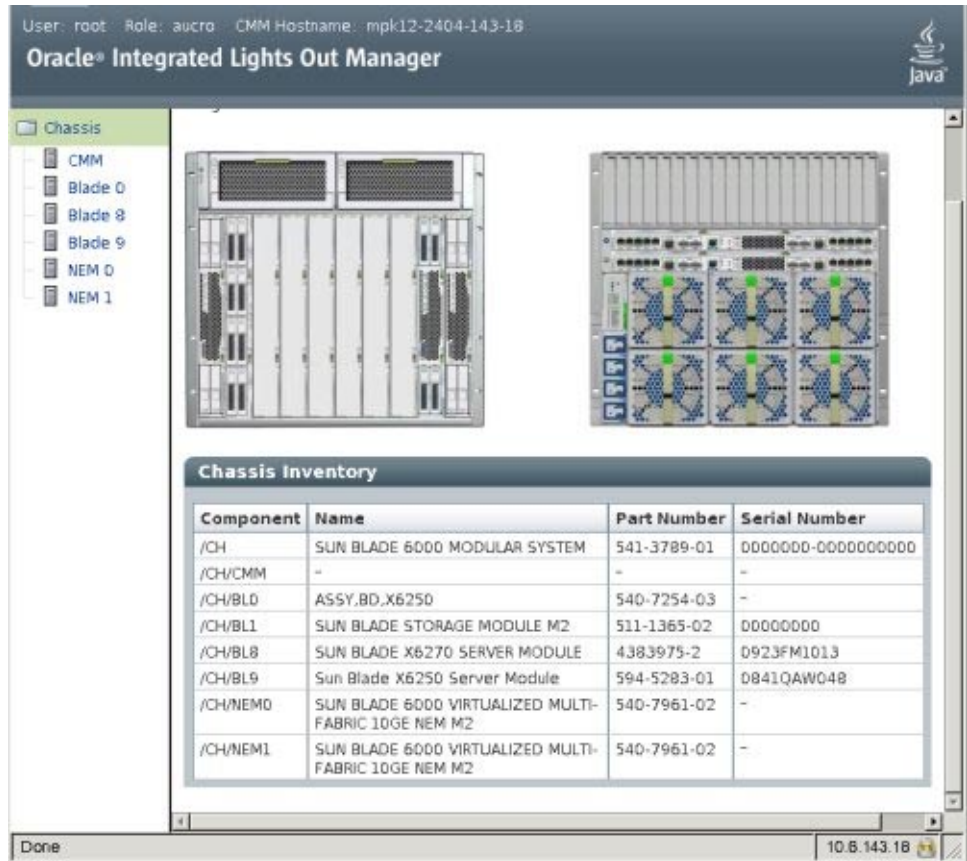 User: root Role: aucro CMM Hostname: mpk12-2404-143-18
Oracle® Integrated Lights Out Manager
Java
Chassis
CMM
Blade 0
Blade 8
Blade 9
NEM 0
NEM 1
Chassis Inventory
Component Name Part Number Serial Number
/CH SUN BLADE 6000 MODULAR SYSTEM 541-3789-01 0000000-0000000000
/CH/CMM - - -
/CH/BL0 ASSY,BD,X6250 540-7254-03 -
/CH/BL1 SUN BLADE STORAGE MODULE M2 511-1365-02 00000000
/CH/BL8 SUN BLADE X6270 SERVER MODULE 4383975-2 0923FM1013
/CH/BL9 Sun Blade X6250 Server Module 594-5283-01 0841QAW048
/CH/NEM0 SUN BLADE 6000 VIRTUALIZED MULTI-FABRIC 10GE NEM M2 540-7961-02 -
/CH/NEM1 SUN BLADE 6000 VIRTUALIZED MULTI-FABRIC 10GE NEM M2 540-7961-02 -
Done 10.6.143.18